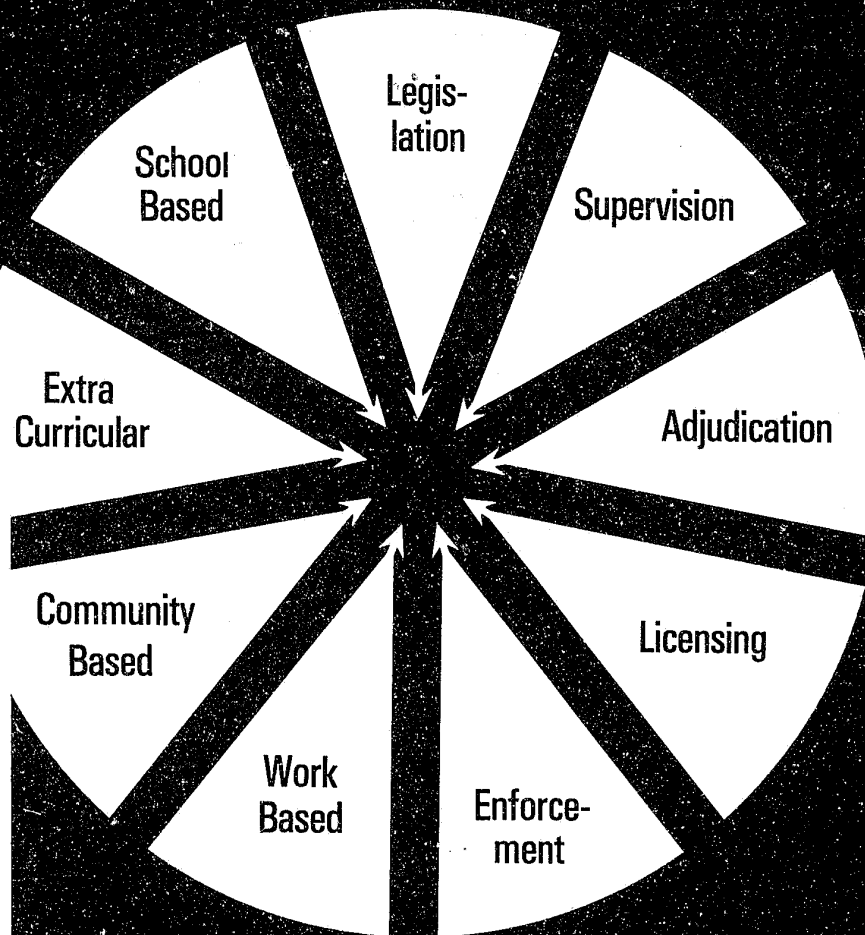 Legis-
lation
School
Based
Supervision
Extra
Curricular
Adjudication
Community
Based
Licensing
Work
Based
Enforce-
ment